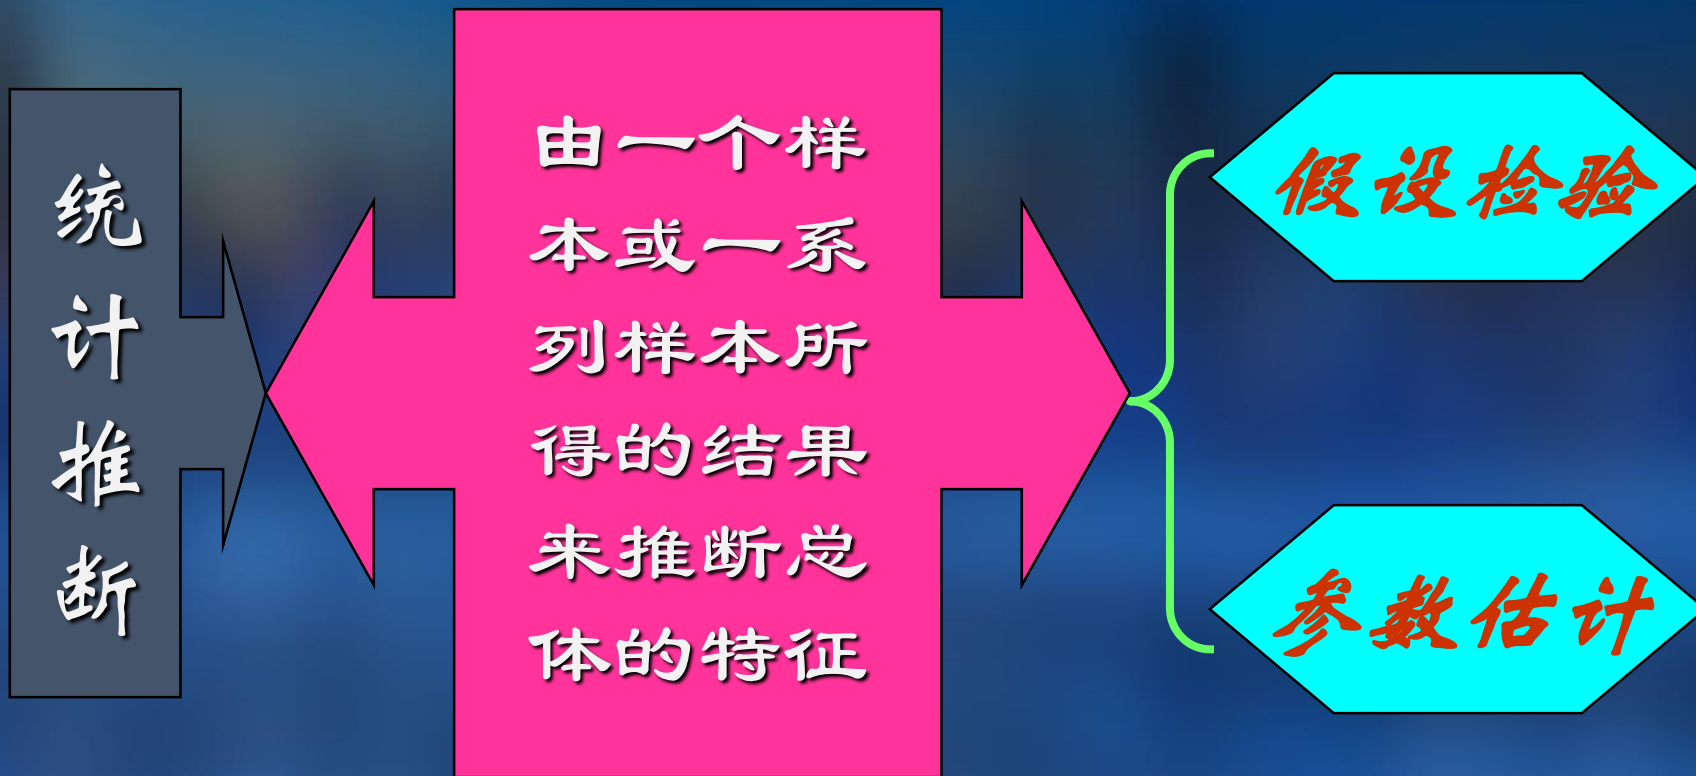 统计推断
由一个样
本或一系
列样本所
得的结果
来推断总
体的特征
假设检验
参数估计